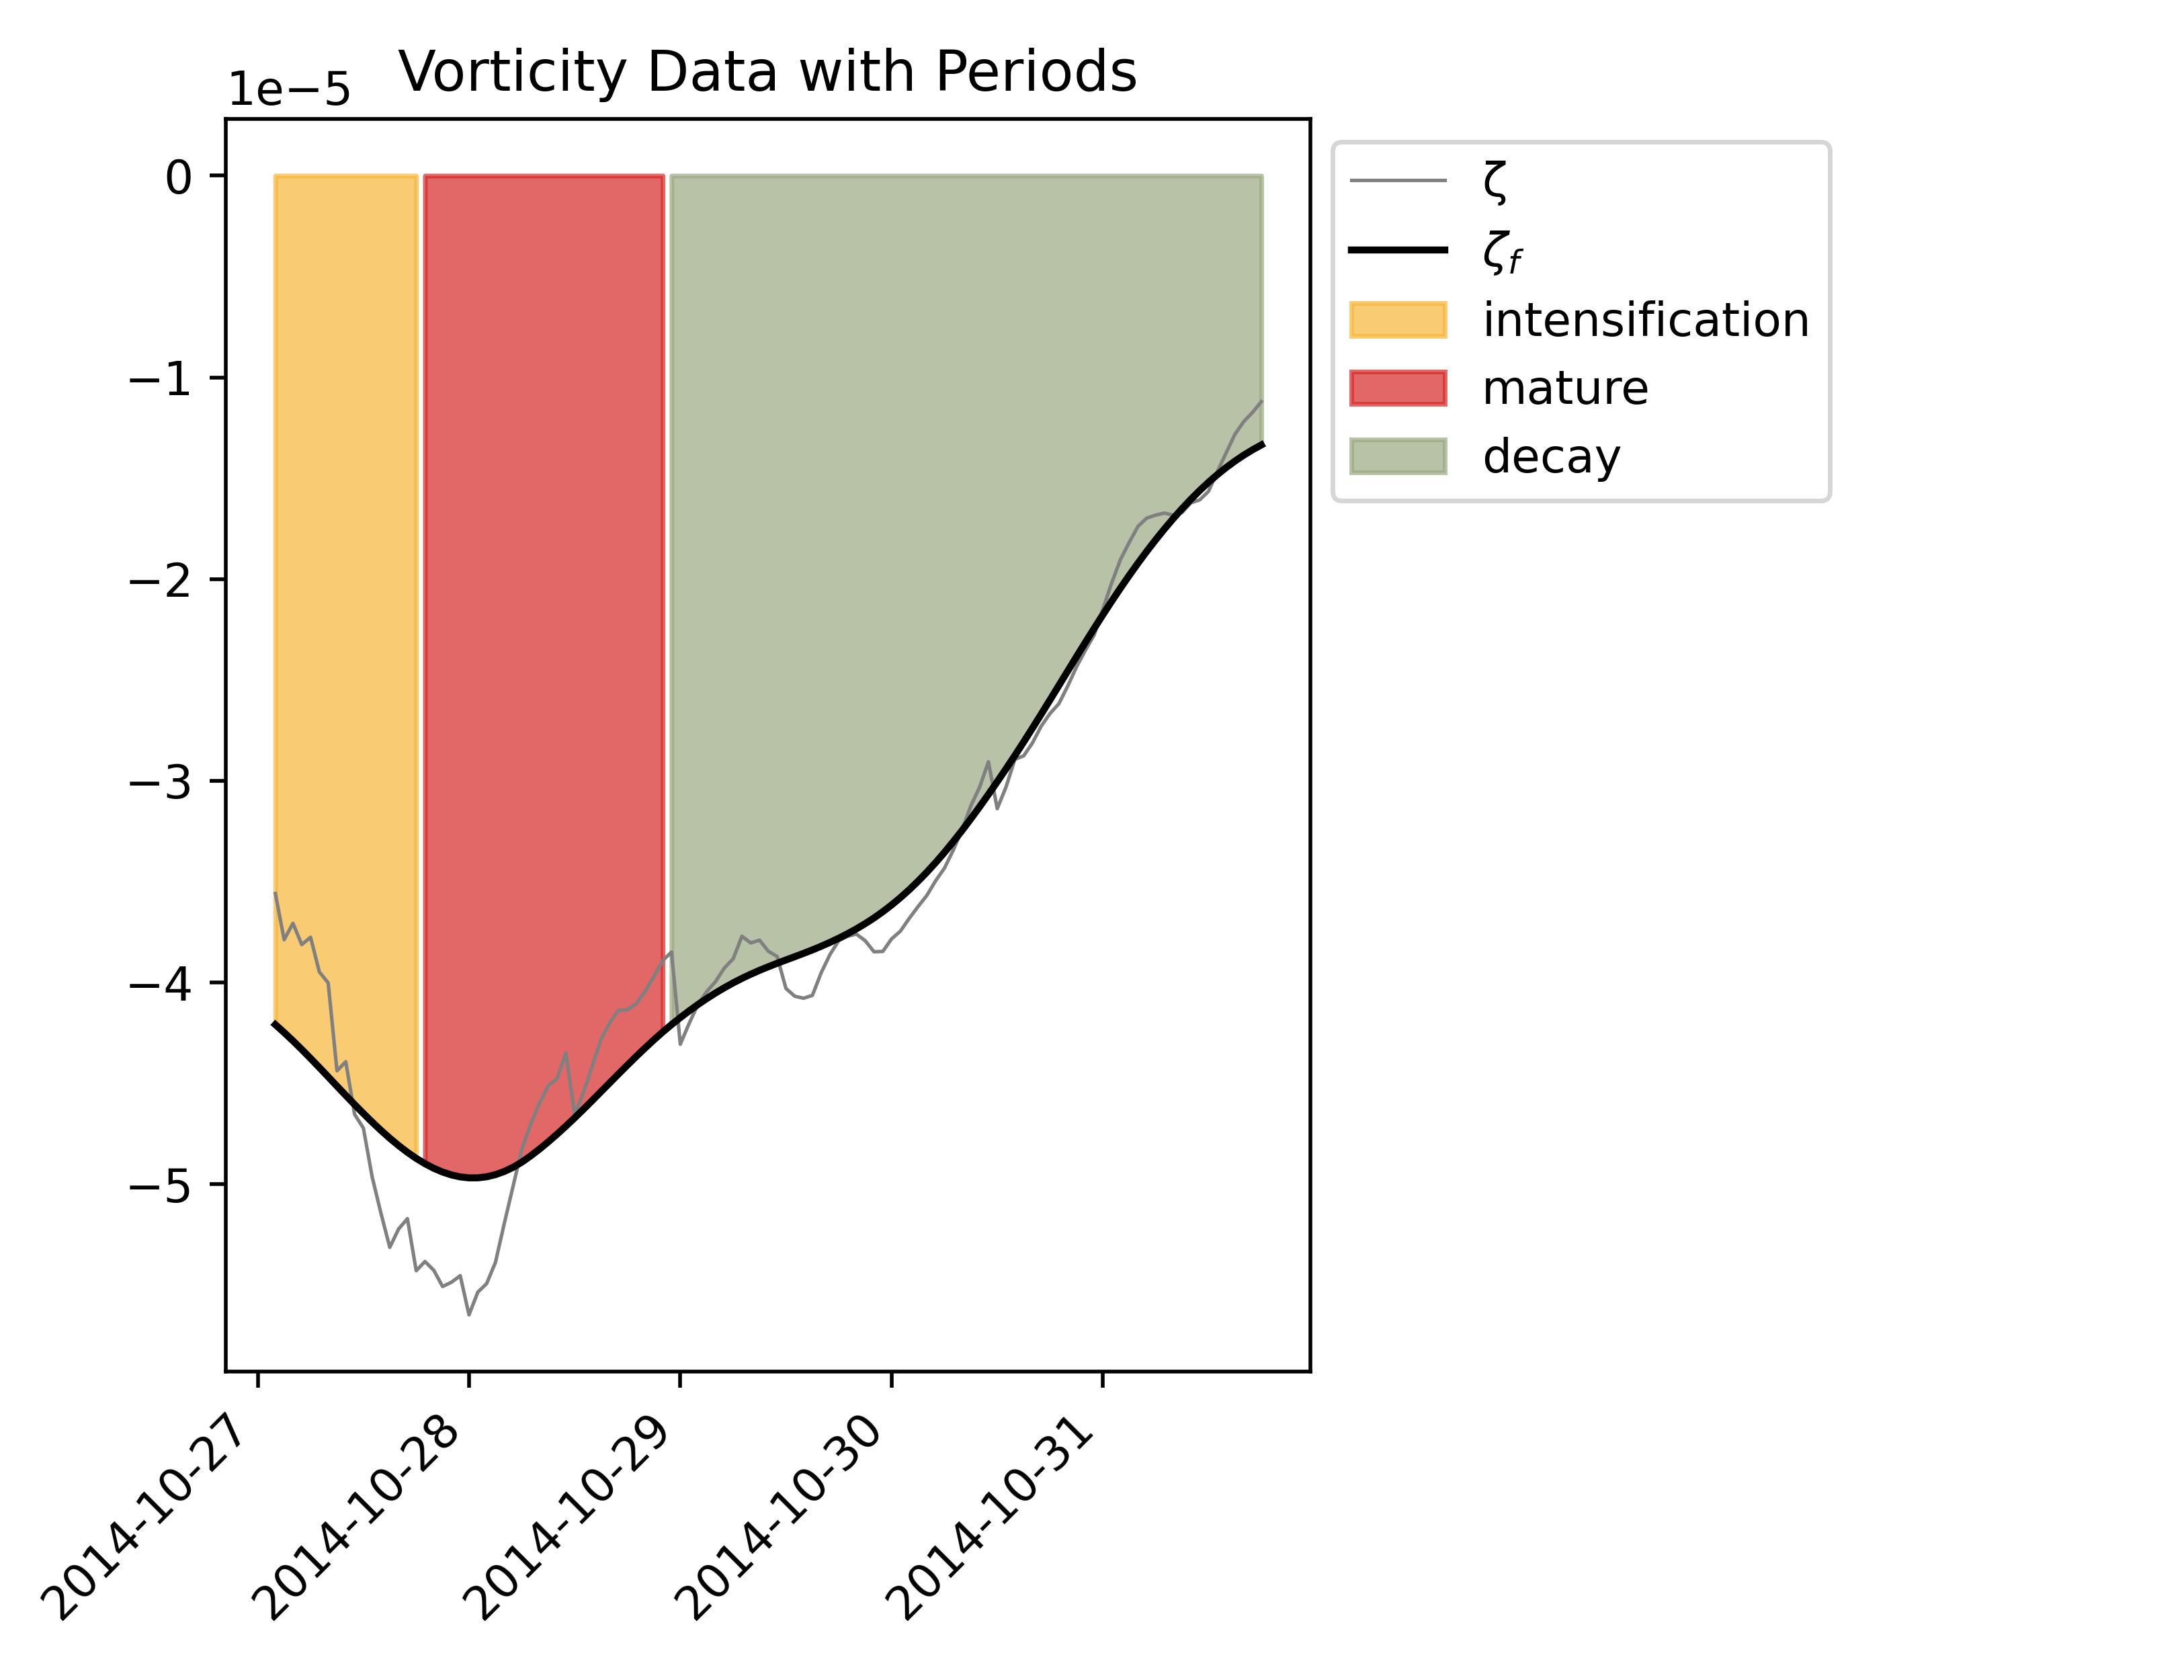 Vorticity Data with Periods
1e−5
0
−1
−2
−3
−4
−5
2014-10-27
2014-10-28
2014-10-29
2014-10-30
2014-10-31
ζ
ζf
intensification
mature
decay